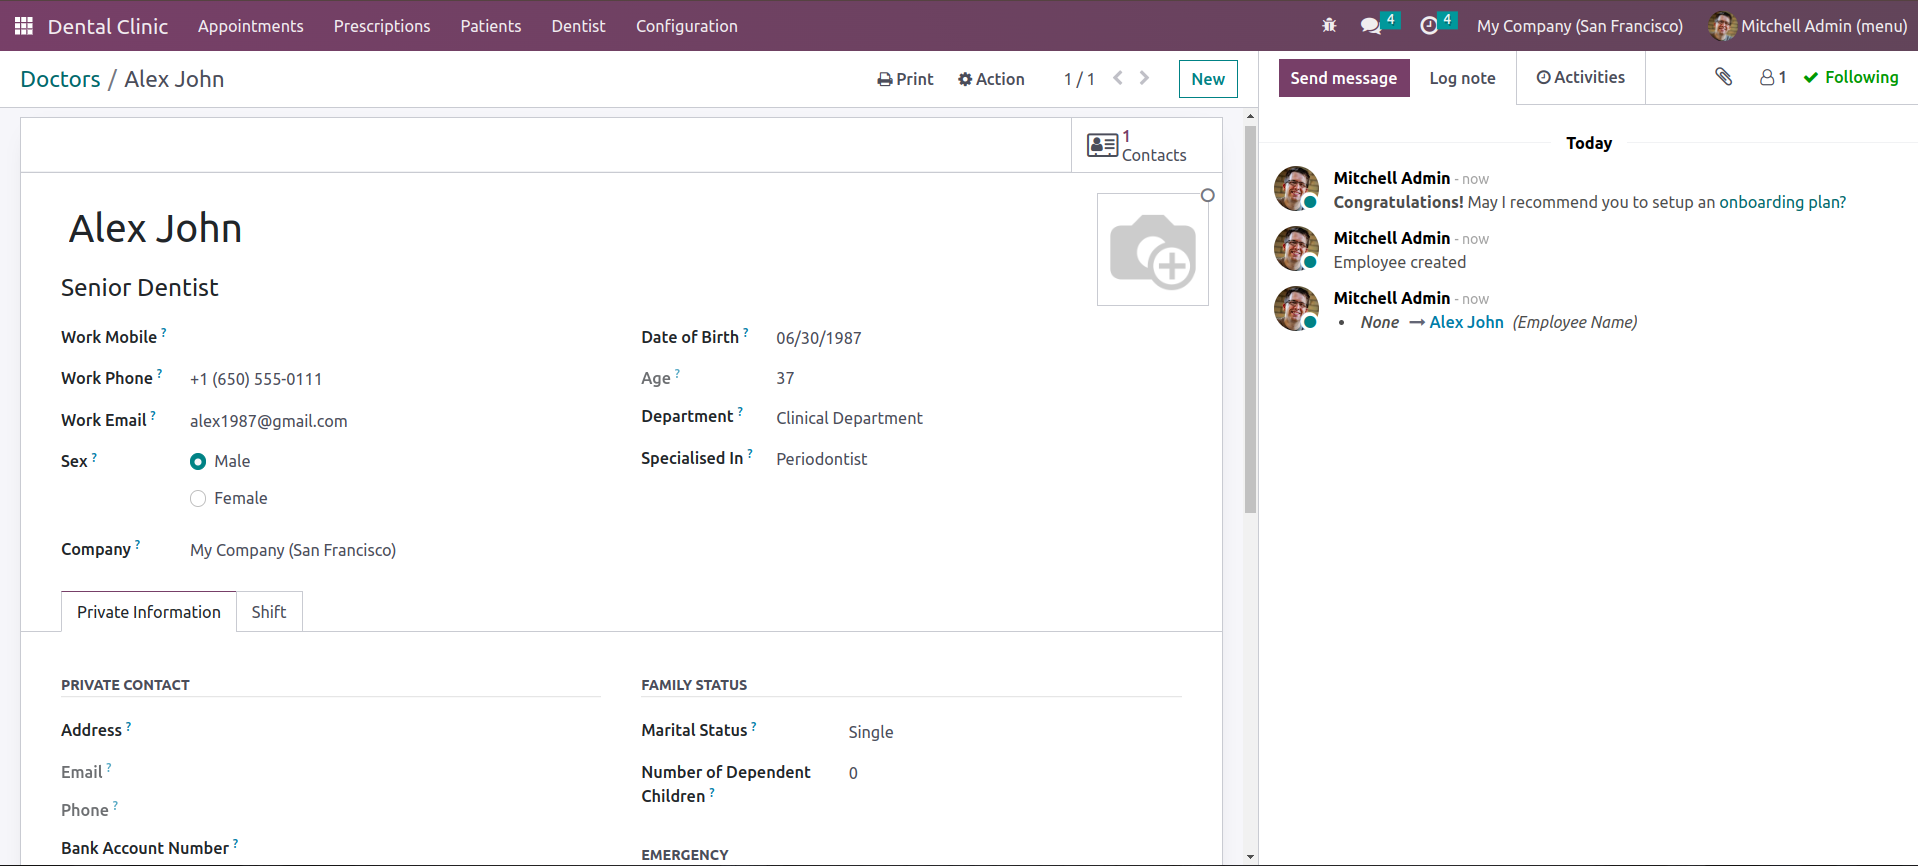 Dental Clinic Appointments Prescriptions Patients Dentist Configuration 4 4 My Company (San Francisco) Mitchell Admin (menu)
Doctors / Alex John Print Action 1 / 1 New
Send message Log note Activities 1 Following
1
Contacts
Alex John
Senior Dentist
Work Mobile ?
Work Phone ? +1 (650) 555-0111
Work Email ? alex1987@gmail.com
Sex ? Male
Female
Company ? My Company (San Francisco)
Date of Birth ? 06/30/1987
Age ? 37
Department ? Clinical Department
Specialised In ? Periodontist
Private Information Shift
PRIVATE CONTACT
Address ?
Email ?
Phone ?
Bank Account Number ?
FAMILY STATUS
Marital Status ? Single
Number of Dependent 0
Children ?
EMERGENCY
Today
Mitchell Admin - now
Congratulations! May I recommend you to setup an onboarding plan?
Mitchell Admin - now
Employee created
Mitchell Admin - now
• None → Alex John (Employee Name)